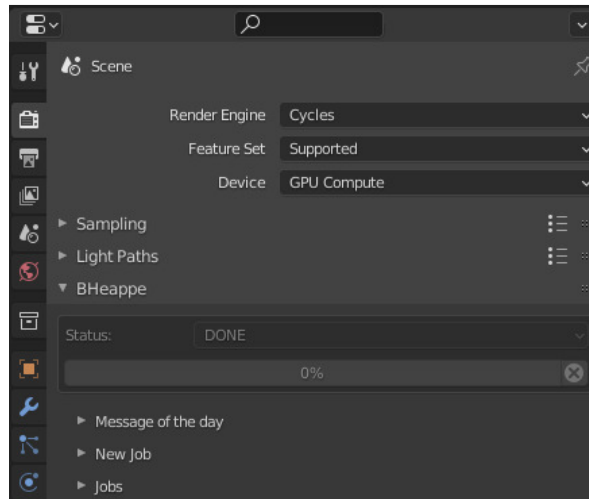 Scene
Render Engine Cycles
Feature Set Supported
Device GPU Compute
Sampling
Light Paths
BHeappe
Status: DONE
0%
Message of the day
New Job
Jobs